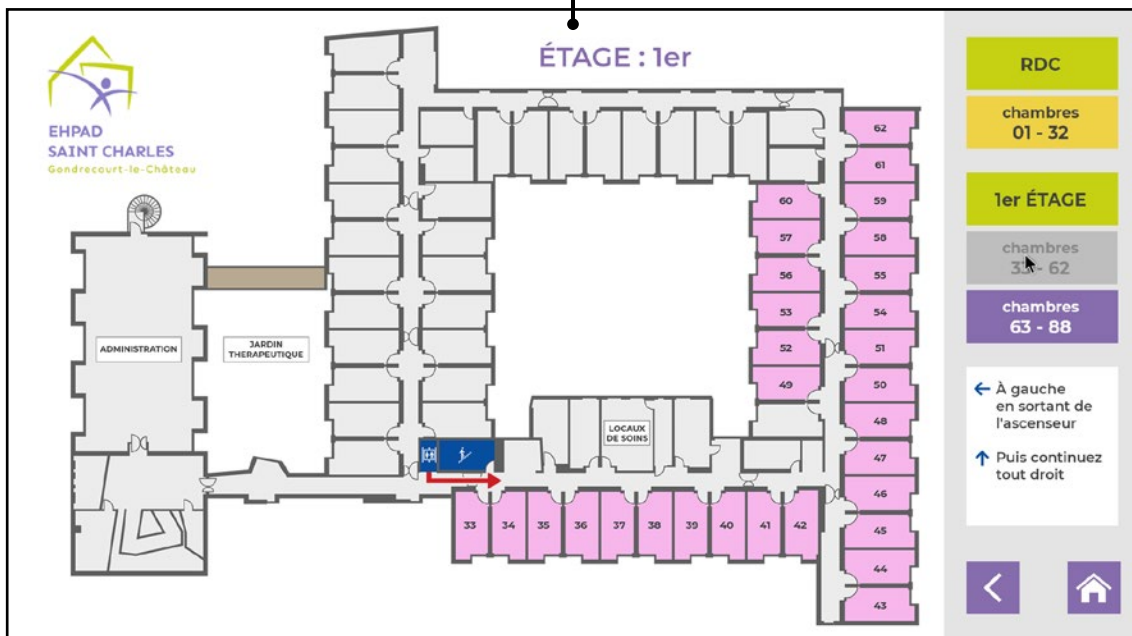 ÉTAGE : 1er
EHPAD
SAINT CHARLES
Gondrecourt-le-Château
ADMINISTRATION
JARDIN
THERAPEUTIQUE
LOCAUX
DE SOINS
62
61
60
59
57
58
56
55
53
54
52
51
49
50
48
47
46
45
44
43
33
34
35
36
37
38
39
40
41
42
RDC
chambres
01 - 32
1er ÉTAGE
chambres
33 - 62
chambres
63 - 88
À gauche
en sortant de
l'ascenseur
Puis continuez
tout droit